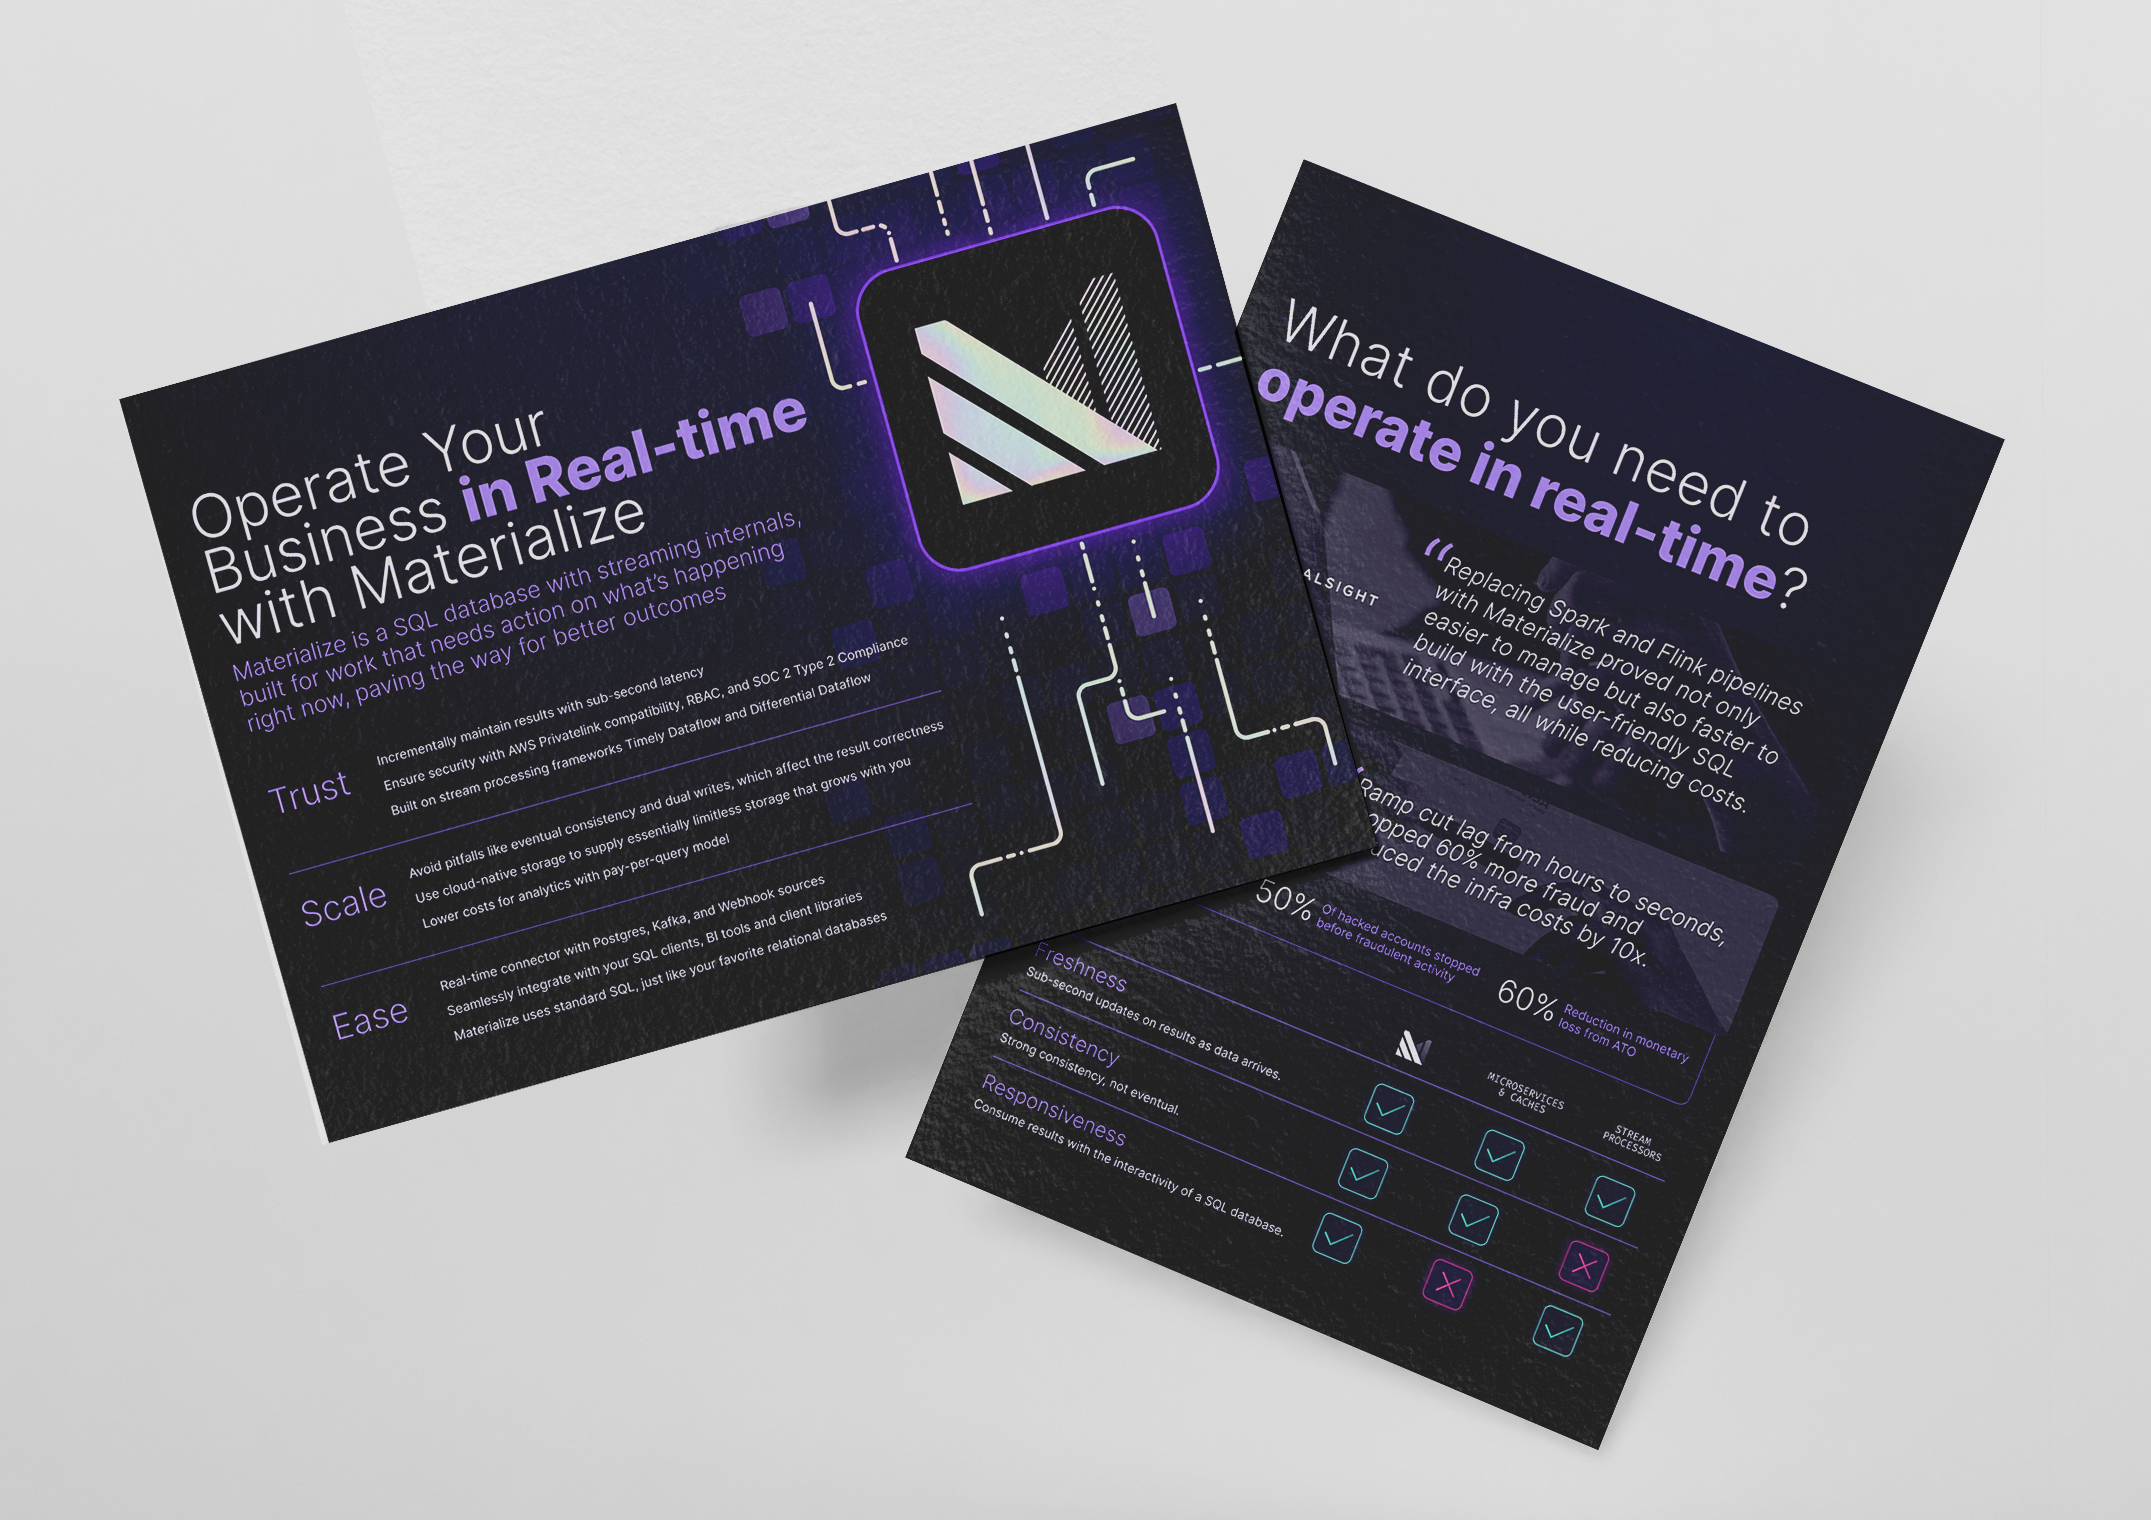 Operate Your
Business in Real-time
with Materialize
Materialize is a SQL database with streaming internals,
built for work that needs action on what's happening
right now, paving the way for better outcomes
Trust
Incrementally maintain results with sub-second latency
Ensure security with AWS Privatelink compatibility, RBAC, and SOC 2 Type 2 Compliance
Built on stream processing frameworks Timely Dataflow and Differential Dataflow
Scale
Avoid pitfalls like eventual consistency and dual writes, which affect the result correctness
Use cloud-native storage to supply essentially limitless storage that grows with you
Lower costs for analytics with pay-per-query model
Ease
Real-time connector with Postgres, Kafka, and Webhook sources
Seamlessly integrate with your SQL clients, BI tools and client libraries
Materialize uses standard SQL, just like your favorite relational databases
What do you need to
operate in real-time?
ALSIGHT
“Replacing Spark and Flink pipelines
with Materialize proved not only
easier to manage but also faster to
build with the user-friendly SQL
interface, all while reducing costs.
Ramp cut lag from hours to seconds,
opped 60% more fraud and
uced the infra costs by 10x.
50% Of hacked accounts stopped
before fraudulent activity
60% Reduction in monetary
loss from ATO
MICROSERVICES
& CACHES
STREAM
PROCESSORS
Freshness
Sub-second updates on results as data arrives.
Consistency
Strong consistency, not eventual.
Responsiveness
Consume results with the interactivity of a SQL database.